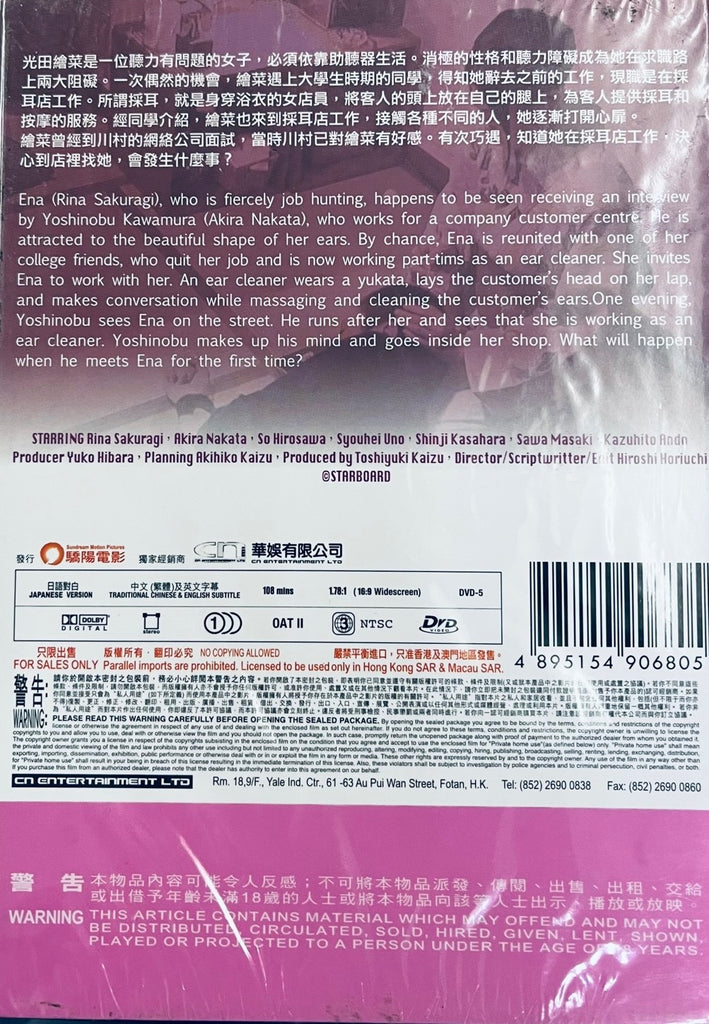 光田繪菜是一位聽力有問題的女子，必須依靠助聽器生活。消極的性格和聽力障礙成為她在求職路
上兩大阻礙。一次偶然的機會，繪菜遇上大學生時期的同學，得知她辭去之前的工作，現職是在採
耳店工作。所謂採耳，就是身穿浴衣的女店員，將客人的頭上放在自己的腿上，為客人提供採耳和
按摩的服務。經同學介紹，繪菜也來到採耳店工作，接觸各種不同的人，她逐漸打開心扉。
繪菜曾經到川村的網絡公司面試，當時川村已對繪菜有好感。有次巧遇，知道她在採耳店工作，決
心到店裡找她，會發生什麼事？
Ena (Rina Sakuragi), who is fiercely job hunting, happens to be seen receiving an interview
by Yoshinobu Kawamura (Akira Nakata), who works for a company customer centre. He is
attracted to the beautiful shape of her ears. By chance, Ena is reunited with one of her
college friends, who quit her job and is now working part-tims as an ear cleaner. She invites
Ena to work with her. An ear cleaner wears a yukata, lays the customer's head on her lap,
and makes conversation while massaging and cleaning the customer's ears.One evening,
Yoshinobu sees Ena on the street. He runs after her and sees that she is working as an
ear cleaner. Yoshinobu makes up his mind and goes inside her shop. What will happen
when he meets Ena for the first time?
STARRING Rina Sakuragi，Akira Nakata，So Hirosawa，Syouhei Uno，Shinji Kasahara，Sawa Masaki，Kazuhito Ando
Producer Yuko Hibara，Planning Akihiko Kaizu，Produced by Toshiyuki Kaizu，Director/Scriptwritter/Edit Hiroshi Horiuchi
©STARBOARD
發行 Sundream Motion Pictures 驕陽電影 獨家經銷商 華娛有限公司 CN ENTERTAINMENT LTD
日語對白 中文 (繁體) 及英文字幕
JAPANESE VERSION TRADITIONAL CHINESE & ENGLISH SUBTITLE 108 mins 1.78:1 (16:9 Widescreen) DVD-5
DOLBY DIGITAL stereo 1 OAT II 3 NTSC DVD VIDEO
只限出售 版權所有．翻印必究 NO COPYING ALLOWED 嚴禁平衡進口，只准香港及澳門地區發售。
FOR SALES ONLY Parallel imports are prohibited. Licensed to be used only in Hong Kong SAR & Macau SAR.
4 895154 906805
警告:
WARNING:
PLEASE READ THIS WARNING CAREFULLY BEFORE OPENING THE SEALED PACKAGE. By opening the sealed package you agree to be bound by the terms, conditions and restrictions of the copyright
CN ENTERTAINMENT LTD Rm. 18,9/F., Yale Ind. Ctr., 61 -63 Au Pui Wan Street, Fotan, H.K. Tel: (852) 2690 0838 Fax: (852) 2690 0860
警告 本物品內容可能令人反感；不可將本物品派發、傳閱、出售、出租、交給
或出借予年齡未滿18歲的人士或將本物品向該等人士出示、播放或放映。
WARNING THIS ARTICLE CONTAINS MATERIAL WHICH MAY OFFEND AND MAY NOT
BE DISTRIBUTED, CIRCULATED, SOLD, HIRED, GIVEN, LENT, SHOWN,
PLAYED OR PROJECTED TO A PERSON UNDER THE AGE OF 18 YEARS.